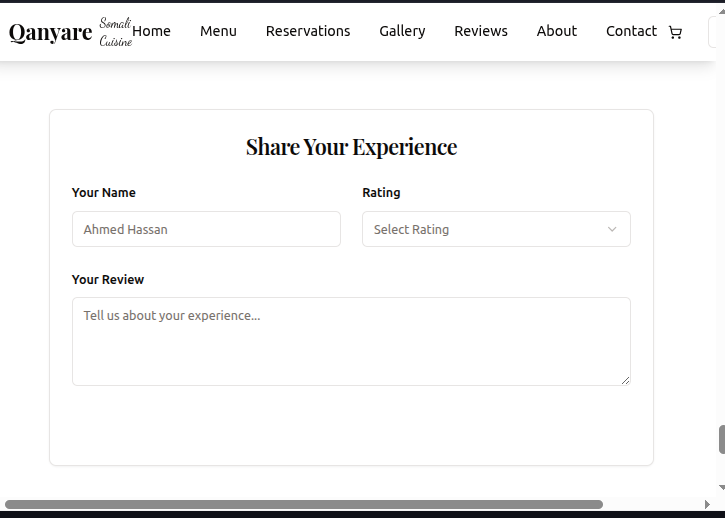 Qanyare Somali Cuisine Home Menu Reservations Gallery Reviews About Contact
Share Your Experience
Your Name Rating
Ahmed Hassan Select Rating
Your Review
Tell us about your experience...